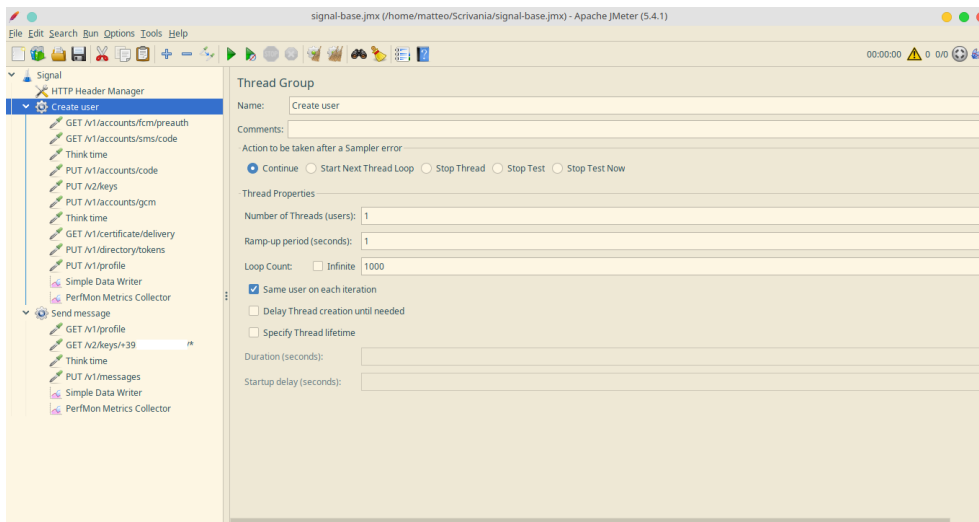 signal-base.jmx (/home/matteo/Scrivania/signal-base.jmx) - Apache JMeter (5.4.1)
File Edit Search Run Options Tools Help
00:00:00 0 0/0
Signal
HTTP Header Manager
Create user
GET /v1/accounts/fcm/preauth
GET /v1/accounts/sms/code
Think time
PUT /v1/accounts/code
PUT /v2/keys
PUT /v1/accounts/gcm
Think time
GET /v1/certificate/delivery
PUT /v1/directory/tokens
PUT /v1/profile
Simple Data Writer
PerfMon Metrics Collector
Send message
GET /v1/profile
GET /v2/keys/+39 /*
Think time
PUT /v1/messages
Simple Data Writer
PerfMon Metrics Collector
Thread Group
Name: Create user
Comments:
Action to be taken after a Sampler error
Continue Start Next Thread Loop Stop Thread Stop Test Stop Test Now
Thread Properties
Number of Threads (users): 1
Ramp-up period (seconds): 1
Loop Count: Infinite 1000
Same user on each iteration
Delay Thread creation until needed
Specify Thread lifetime
Duration (seconds):
Startup delay (seconds):